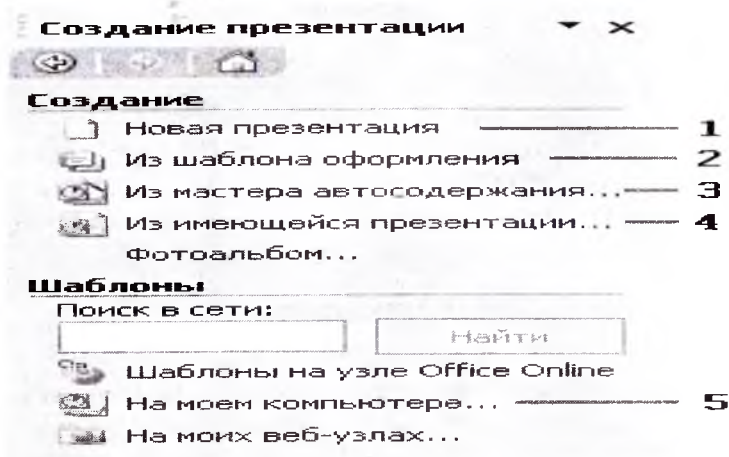 Создание презентации
Создание
Новая презентация 1
Из шаблона оформления 2
Из мастера автосодержания... 3
Из имеющейся презентации... 4
Фотоальбом...
Шаблоны
Поиск в сети:
Найти
Шаблоны на узле Office Online
На моем компьютере... 5
На моих веб-узлах...